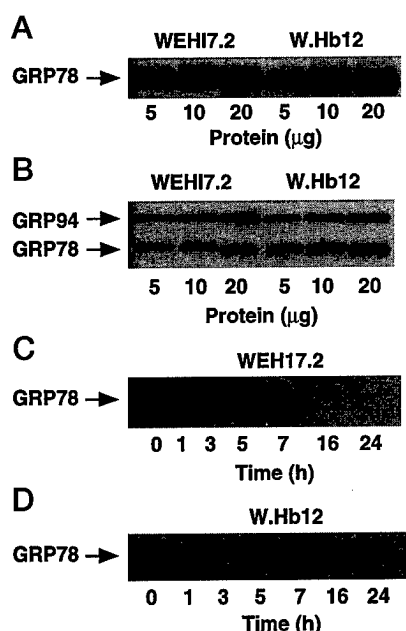 A
WEHI7.2 W.Hb12
GRP78
5 10 20 5 10 20
Protein (µg)
B
WEHI7.2 W.Hb12
GRP94
GRP78
5 10 20 5 10 20
Protein (µg)
C
WEH17.2
GRP78
0 1 3 5 7 16 24
Time (h)
D
W.Hb12
GRP78
0 1 3 5 7 16 24
Time (h)